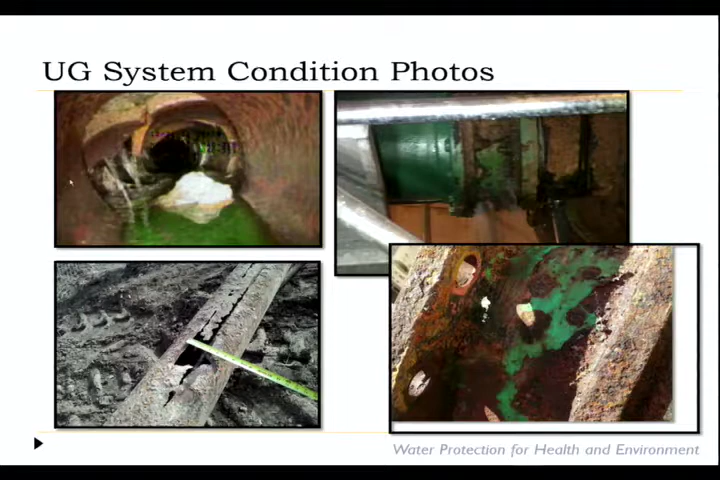 UG System Condition Photos
Water Protection for Health and Environment